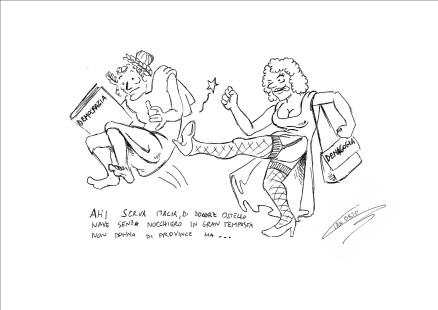 DEMOCRAZIA
DEMAGOGIA
AHI SERVA ITALIA, DI DOLORE OSTELLO
NAVE SENZA NOCCHIERO IN GRAN TEMPESTA
NON DONNA DI PROVINCE MA...